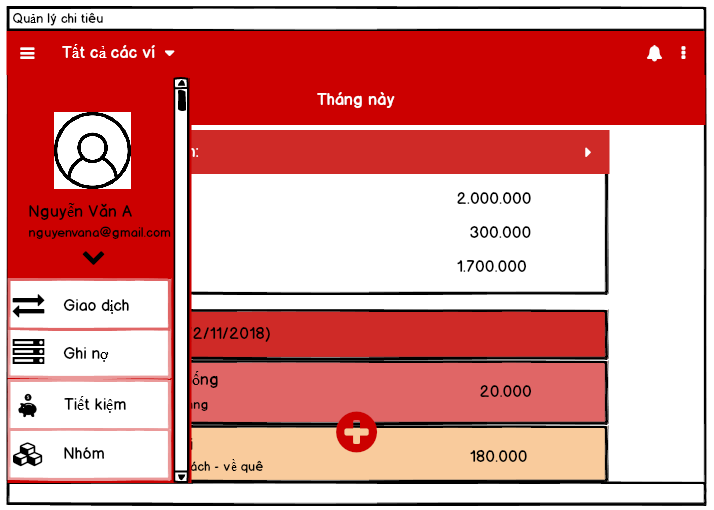 Quản lý chi tiêu
Tất cả các ví
Tháng này
Nguyễn Văn A
nguyenvana@gmail.com
Giao dịch
Ghi nợ
Tiết kiệm
Nhóm
2.000.000
300.000
1.700.000
2/11/2018)
ống
20.000
180.000
ách - về quê